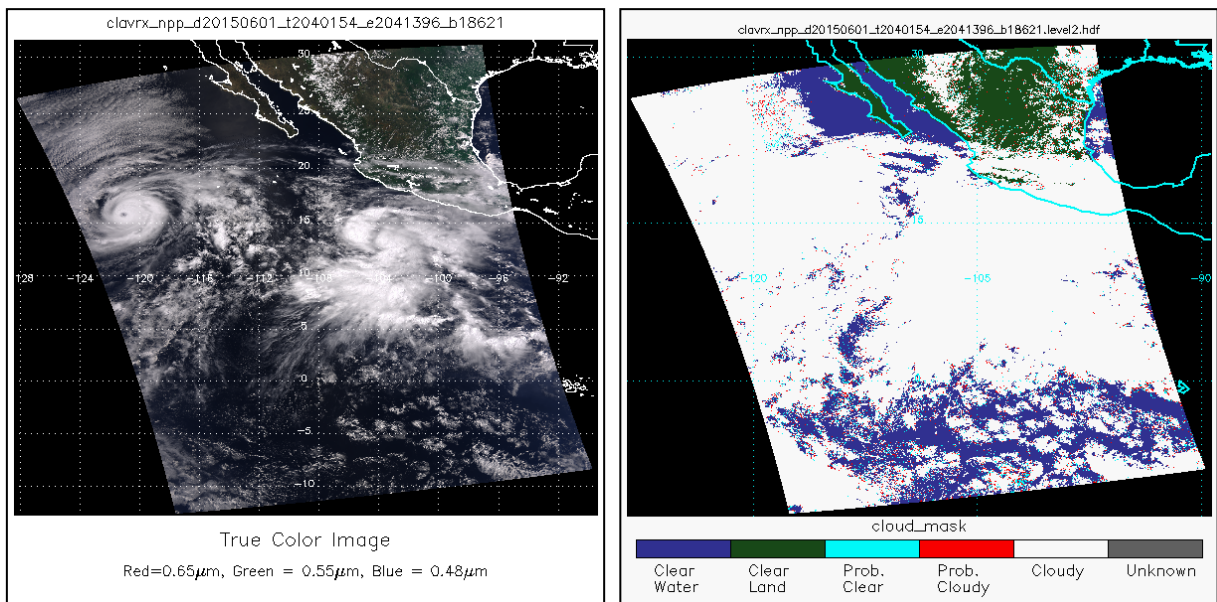 clavrx_npp_d20150601_t2040154_e2041396_b18621
30
20
15
-128 -124 -120 -116 -112 -108 -104 -96 -92
10
5
0
-5
-10
True Color Image
Red=0.65μm, Green = 0.55μm, Blue = 0.48μm
clavrx_npp_d20150601_t2040154_e2041396_b18621.level2.hdf
30
15
-120 -105 -90
cloud_mask
Clear Water
Clear Land
Prob. Clear
Prob. Cloudy
Cloudy
Unknown